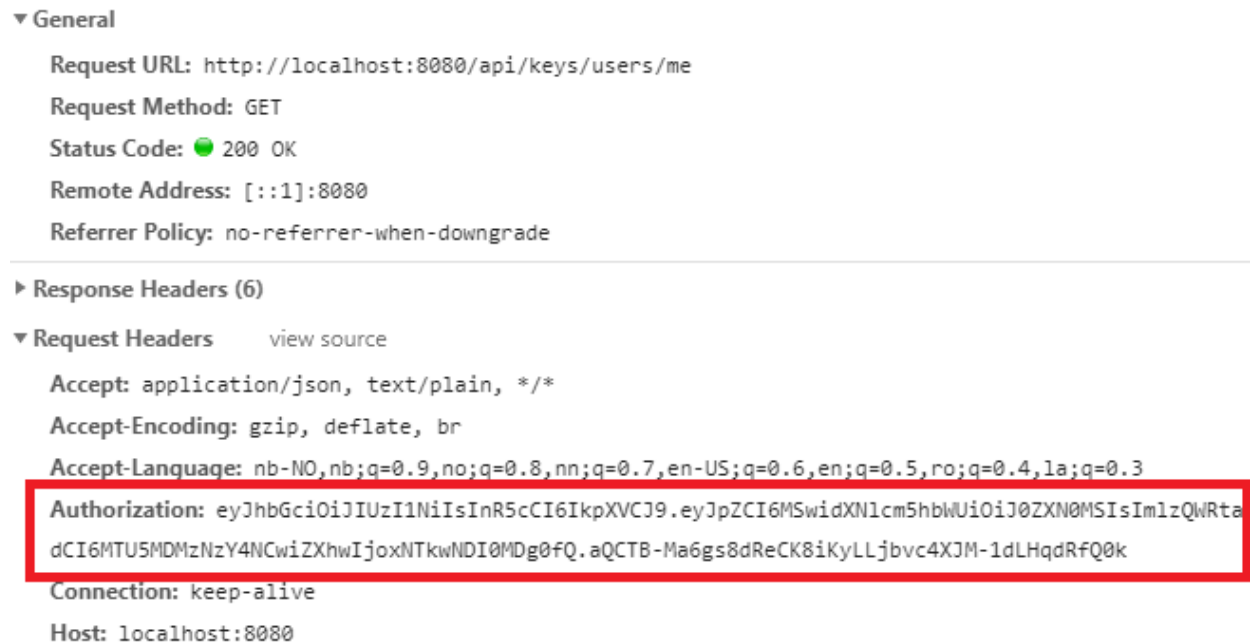 General
Request URL: http://localhost:8080/api/keys/users/me
Request Method: GET
Status Code: 200 OK
Remote Address: [::1]:8080
Referrer Policy: no-referrer-when-downgrade
Response Headers (6)
Request Headers view source
Accept: application/json, text/plain, */*
Accept-Encoding: gzip, deflate, br
Accept-Language: nb-NO,nb;q=0.9,no;q=0.8,nn;q=0.7,en-US;q=0.6,en;q=0.5,ro;q=0.4,la;q=0.3
Authorization: eyJhbGciOiJIUzI1NiIsInR5cCI6IkpXVCJ9.eyJpZCI6MSwidXNlcm5hbWUiOiJ0ZXN0MSIsImlzQWRta
dCI6MTU5MDMzNzY4NCwiZXhwIjoxNTkwNDI0MDg0fQ.aQCTB-Ma6gs8dReCK8iKyLLjbvc4XJM-1dLHqdRfQ0k
Connection: keep-alive
Host: localhost:8080